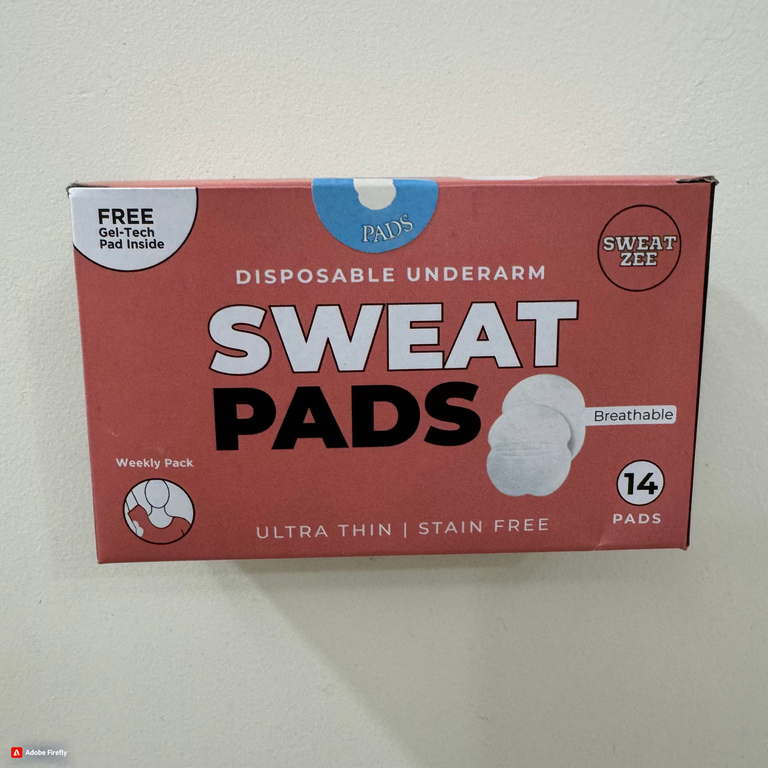 FREE
Gel-Tech
Pad Inside
PADS
SWEAT
ZEE
DISPOSABLE UNDERARM
SWEAT
PADS
Breathable
Weekly Pack
14
PADS
ULTRA THIN | STAIN FREE
Adobe Firefly